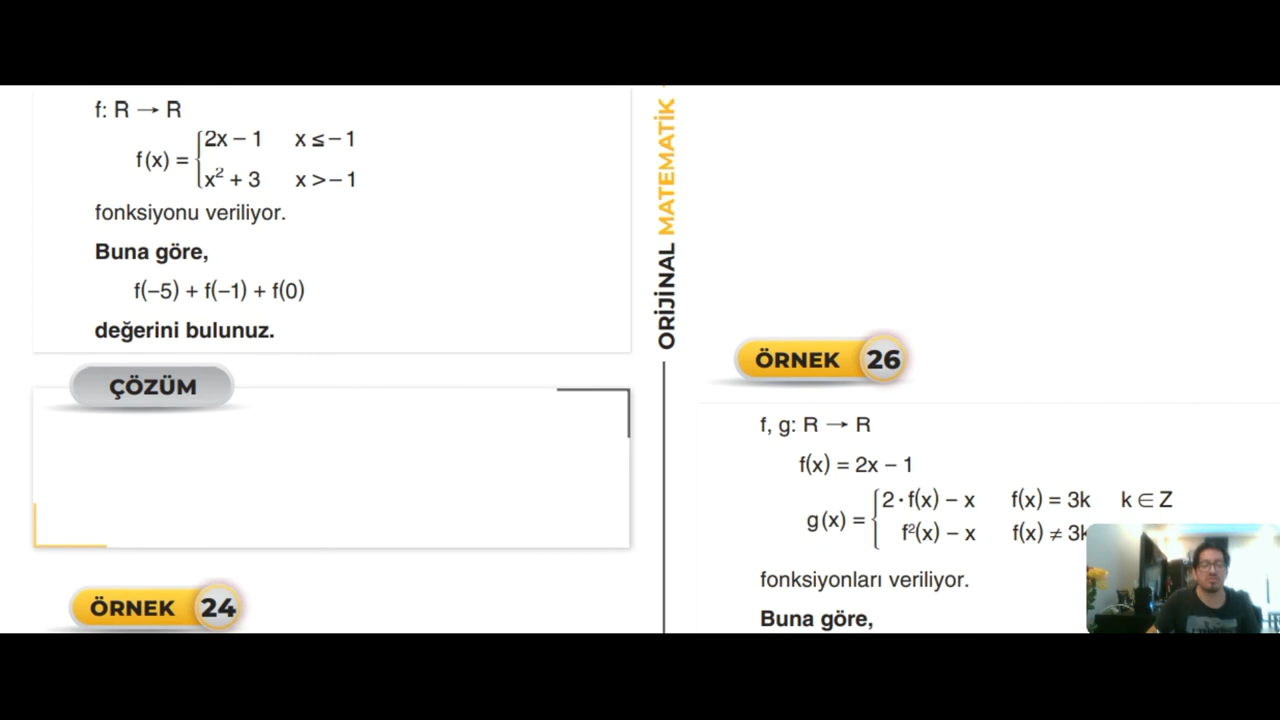 f: R → R
f(x) = { 2x − 1 x ≤ −1
x² + 3 x > −1
fonksiyonu veriliyor.
Buna göre,
f(−5) + f(−1) + f(0)
değerini bulunuz.
ÇÖZÜM
ÖRNEK 24
ORİJİNAL MATEMATİK
ÖRNEK 26
f, g: R → R
f(x) = 2x − 1
g(x) = { 2 · f(x) − x f(x) = 3k k ∈ Z
f²(x) − x f(x) ≠ 3k
fonksiyonları veriliyor.
Buna göre,